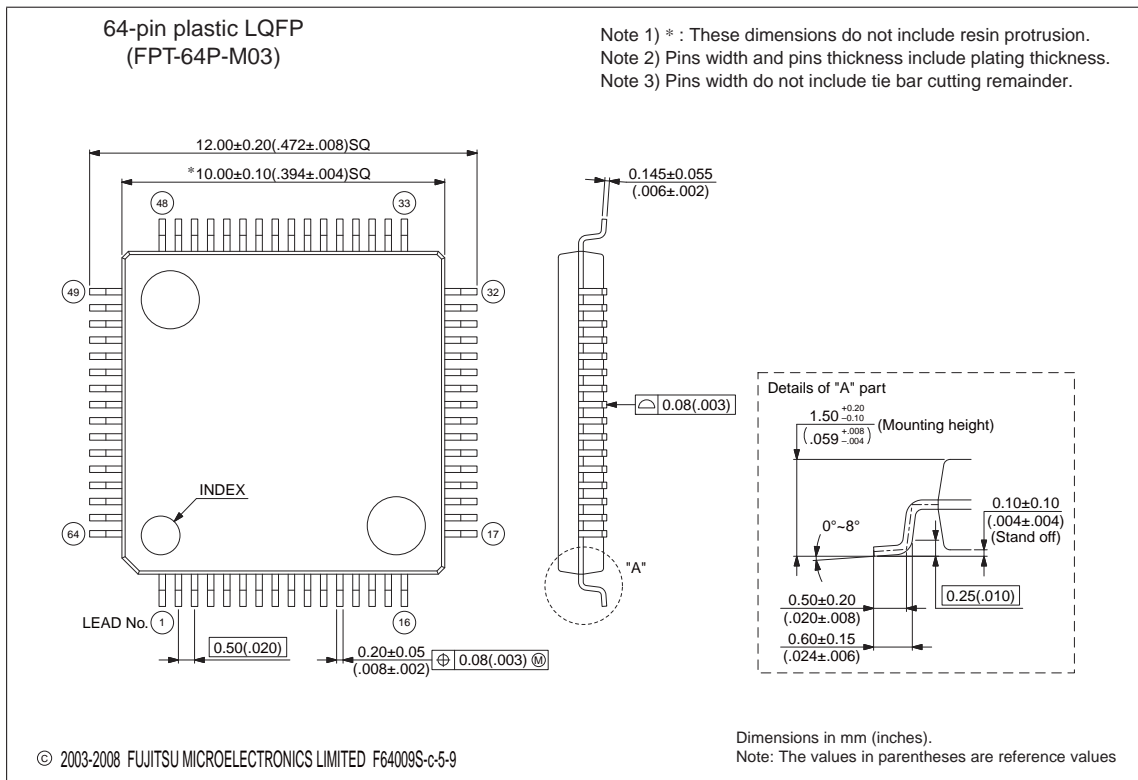 64-pin plastic LQFP
(FPT-64P-M03)
Note 1) * : These dimensions do not include resin protrusion.
Note 2) Pins width and pins thickness include plating thickness.
Note 3) Pins width do not include tie bar cutting remainder.
12.00±0.20(.472±.008)SQ
*10.00±0.10(.394±.004)SQ
48
33
49
32
INDEX
64
17
LEAD No.
1
16
0.50(.020)
0.20±0.05
(.008±.002)
⌖ 0.08(.003) Ⓜ
0.145±0.055
(.006±.002)
⌓ 0.08(.003)
"A"
Details of "A" part
1.50 +0.20 –0.10
(.059 +.008 –.004)
(Mounting height)
0°~8°
0.10±0.10
(.004±.004)
(Stand off)
0.25(.010)
0.50±0.20
(.020±.008)
0.60±0.15
(.024±.006)
© 2003-2008 FUJITSU MICROELECTRONICS LIMITED F64009S-c-5-9
Dimensions in mm (inches).
Note: The values in parentheses are reference values